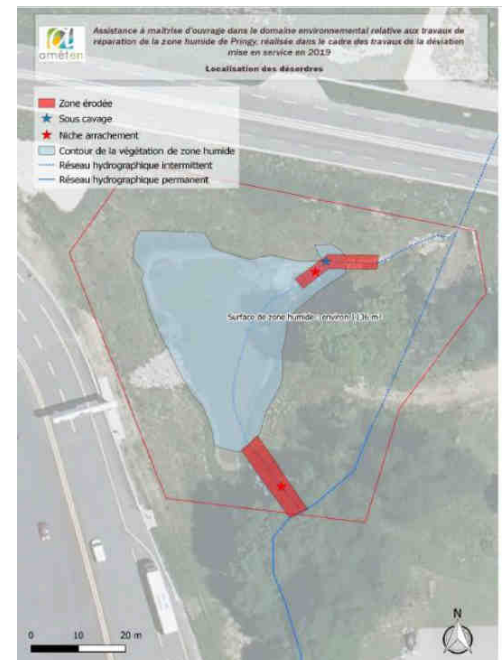 améten
Assistance à maîtrise d'ouvrage dans le domaine environnemental relative aux travaux de
réparation de la zone humide de Pringy, réalisée dans le cadre des travaux de la déviation
mise en service en 2019
Localisation des désordres
Zone érodée
Sous cavage
Niche arrachement
Contour de la végétation de zone humide
Réseau hydrographique intermittent
Réseau hydrographique permanent
Surface de zone humide : environ 1136 m²
N
0 10 20 m